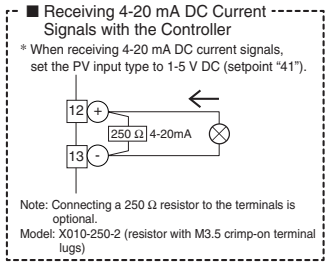 ■ Receiving 4-20 mA DC Current
Signals with the Controller
* When receiving 4-20 mA DC current signals,
set the PV input type to 1-5 V DC (setpoint “41”).
12 +
250 Ω 4-20mA
13 -
Note: Connecting a 250 Ω resistor to the terminals is
optional.
Model: X010-250-2 (resistor with M3.5 crimp-on terminal
lugs)